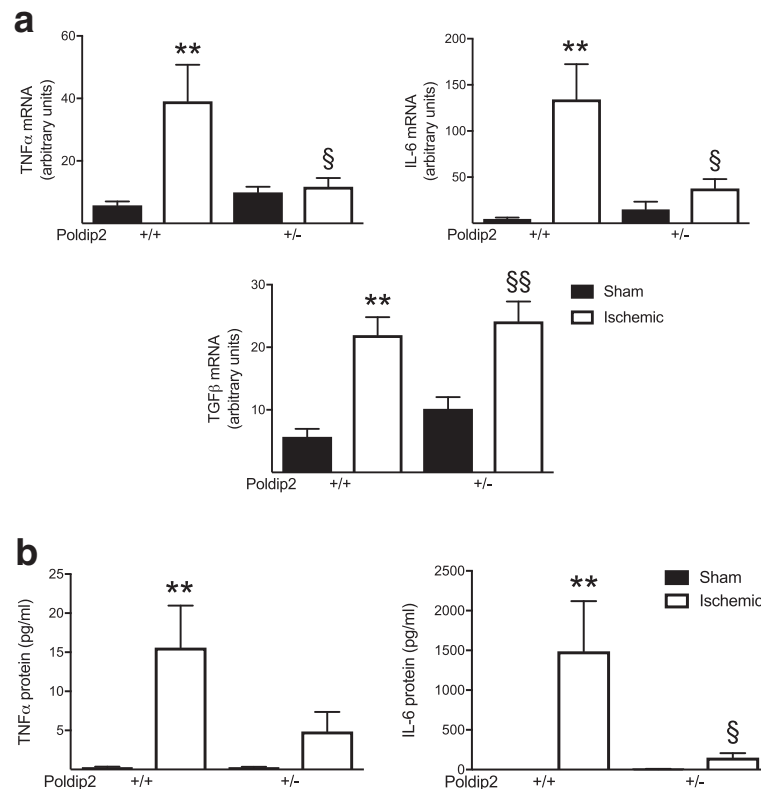 a
TNFα mRNA
(arbitrary units)
60
40
20
**
§
Poldip2 +/+ +/-
IL-6 mRNA
(arbitrary units)
200
150
100
50
**
§
Poldip2 +/+ +/-
TGFβ mRNA
(arbitrary units)
30
20
10
**
§§
Poldip2 +/+ +/-
Sham
Ischemic
b
TNFα protein (pg/ml)
25
20
15
10
5
**
Poldip2 +/+ +/-
IL-6 protein (pg/ml)
2500
2000
1500
1000
500
0
**
§
Poldip2 +/+ +/-
Sham
Ischemic